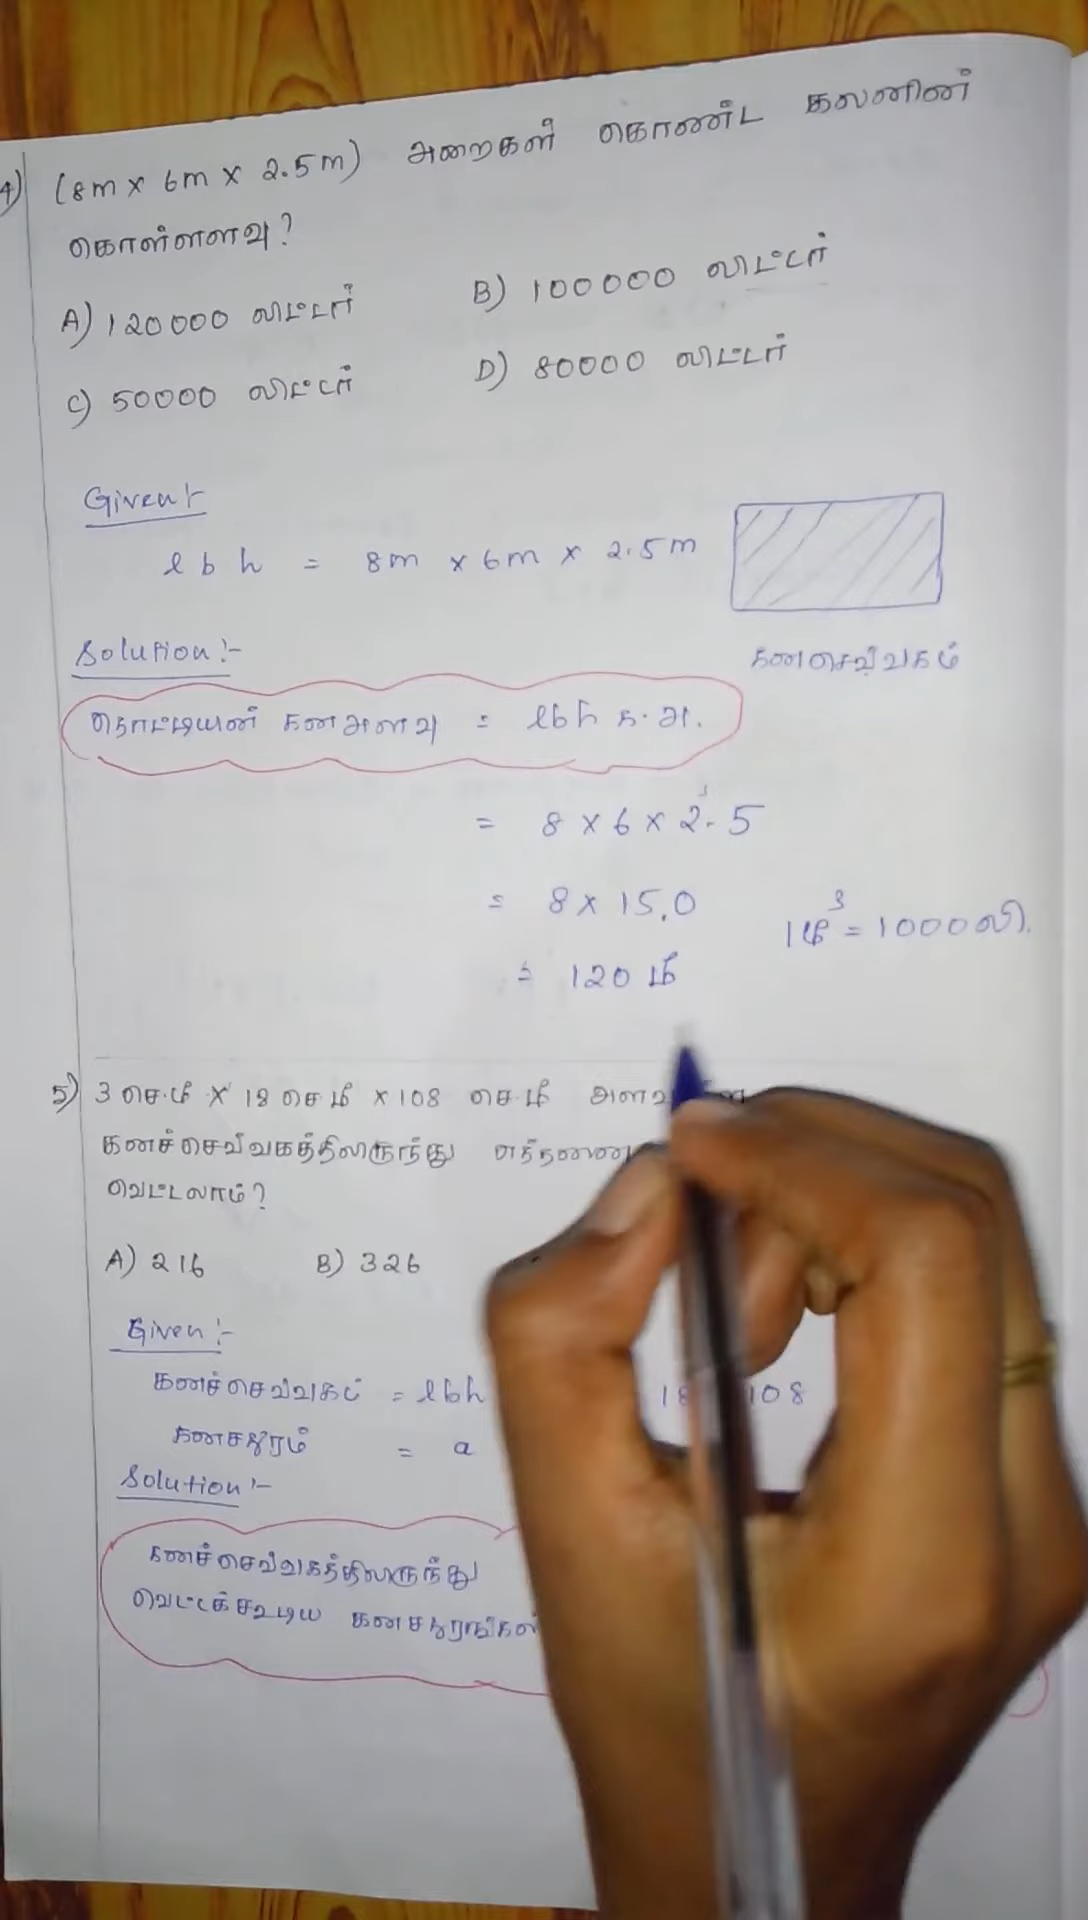 4) (8m x 6m x 2.5m) அறைகள் கொண்ட கலனின்
கொள்ளளவு?
A) 120000 லிட்டர்
B) 100000 லிட்டர்
C) 50000 லிட்டர்
D) 80000 லிட்டர்
Given:-
l b h = 8m x 6m x 2.5m
Solution:-
கனசெவ்வகம்
தொட்டியின் கனஅளவு = lbh க.அ.
= 8 x 6 x 2.5
= 8 x 15.0
1மீ³ = 1000லி.
= 120 மீ
5) 3 செ.மீ x 18 செ.மீ x 108 செ.மீ
கனச்செவ்வகத்திலிருந்து
வெட்டலாம்?
A) 216 B) 326
Given:-
கனச்செவ்வகம் = lbh 108
கனசதுரம் = a
Solution:-
கனச்செவ்வகத்திலிருந்து
வெட்டக்கூடிய கனசதுரங்கள்